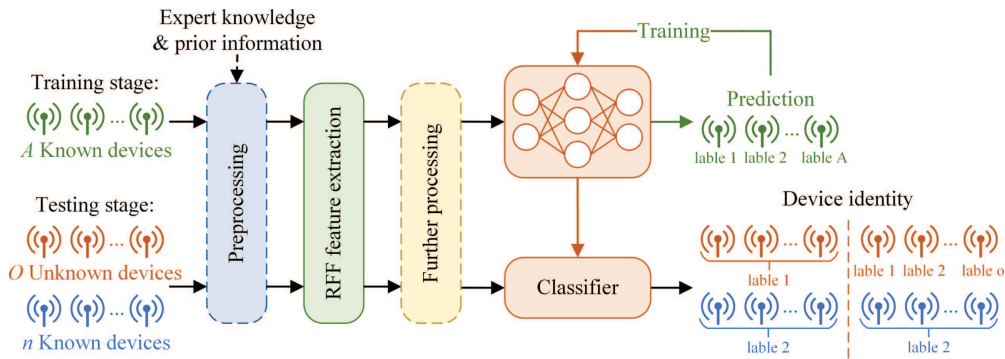 Expert knowledge
& prior information
Training
Training stage:
... 
A Known devices
Prediction
...
lable 1 lable 2 lable A
Preprocessing
RFF feature extraction
Further processing
Testing stage:
...
O Unknown devices
...
n Known devices
Classifier
Device identity
... ...
lable 1 lable 1 lable 2 lable o
... ...
lable 2 lable 2